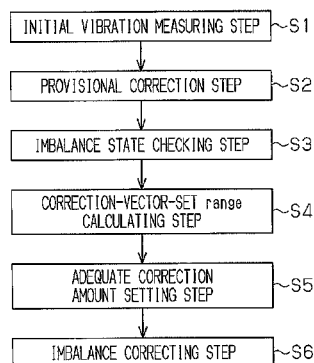 INITIAL VIBRATION MEASURING STEP S1
PROVISIONAL CORRECTION STEP S2
IMBALANCE STATE CHECKING STEP S3
CORRECTION-VECTOR-SET range
CALCULATING STEP S4
ADEQUATE CORRECTION
AMOUNT SETTING STEP S5
IMBALANCE CORRECTING STEP S6